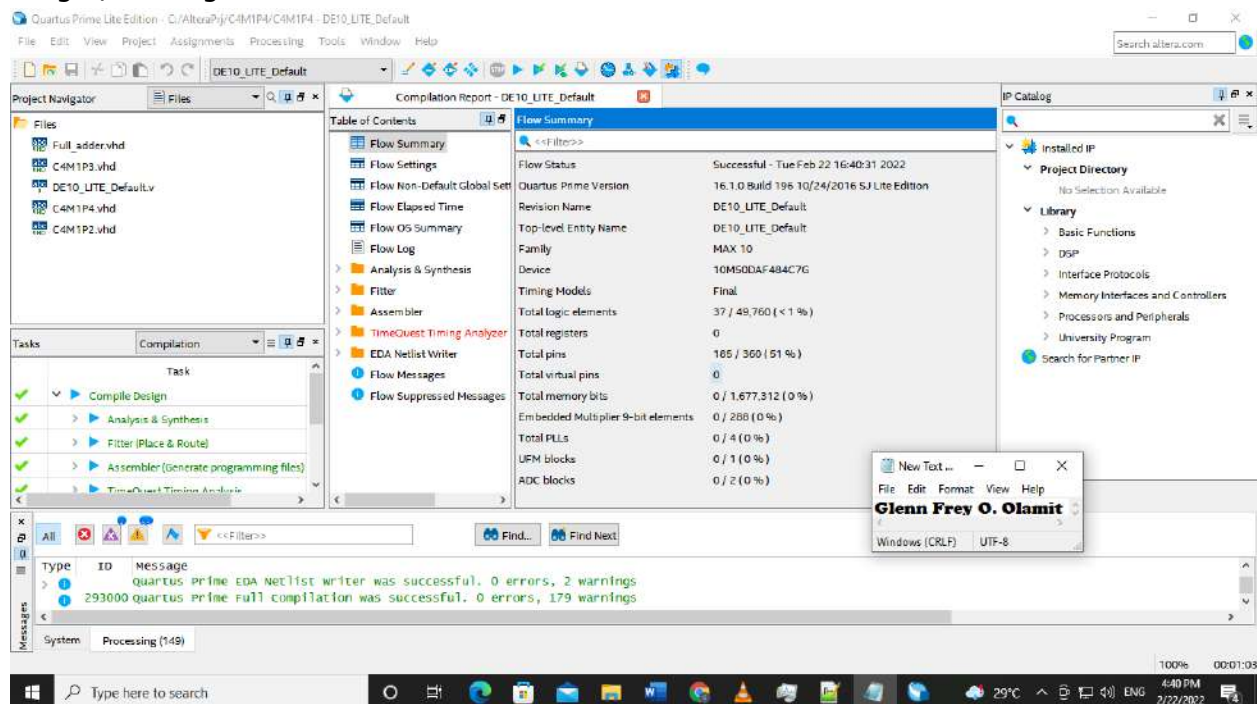 Quartus Prime Lite Edition - C:/AlteraPrj/C4M1P4/C4M1P4 - DE10_LITE_Default
File Edit View Project Assignments Processing Tools Window Help
Search altera.com
DE10_LITE_Default
Project Navigator
Files
Files
Full_adder.vhd
C4M1P3.vhd
DE10_LITE_Default.v
C4M1P4.vhd
C4M1P2.vhd
Tasks
Compilation
Task
Compile Design
Analysis & Synthesis
Fitter (Place & Route)
Assembler (Generate programming files)
TimeQuest Timing Analysis
Compilation Report - DE10_LITE_Default
Table of Contents
Flow Summary
Flow Settings
Flow Non-Default Global Sett
Flow Elapsed Time
Flow OS Summary
Flow Log
Analysis & Synthesis
Fitter
Assembler
TimeQuest Timing Analyzer
EDA Netlist Writer
Flow Messages
Flow Suppressed Messages
Flow Summary
<<Filter>>
Flow Status Successful - Tue Feb 22 16:40:31 2022
Quartus Prime Version 16.1.0 Build 196 10/24/2016 SJ Lite Edition
Revision Name DE10_LITE_Default
Top-level Entity Name DE10_LITE_Default
Family MAX 10
Device 10M50DAF484C7G
Timing Models Final
Total logic elements 37 / 49,760 ( < 1 % )
Total registers 0
Total pins 185 / 360 ( 51 % )
Total virtual pins 0
Total memory bits 0 / 1,677,312 ( 0 % )
Embedded Multiplier 9-bit elements 0 / 288 ( 0 % )
Total PLLs 0 / 4 ( 0 % )
UFM blocks 0 / 1 ( 0 % )
ADC blocks 0 / 2 ( 0 % )
IP Catalog
Installed IP
Project Directory
No Selection Available
Library
Basic Functions
DSP
Interface Protocols
Memory Interfaces and Controllers
Processors and Peripherals
University Program
Search for Partner IP
New Text ...
File Edit Format View Help
Glenn Frey O. Olamit
Windows (CRLF) UTF-8
All
<<Filter>>
Find...
Find Next
Type ID Message
Quartus Prime EDA Netlist Writer was successful. 0 errors, 2 warnings
293000 Quartus Prime Full Compilation was successful. 0 errors, 179 warnings
Messages
System Processing (149)
100% 00:01:03
Type here to search
29°C ENG 4:40 PM
2/22/2022
4